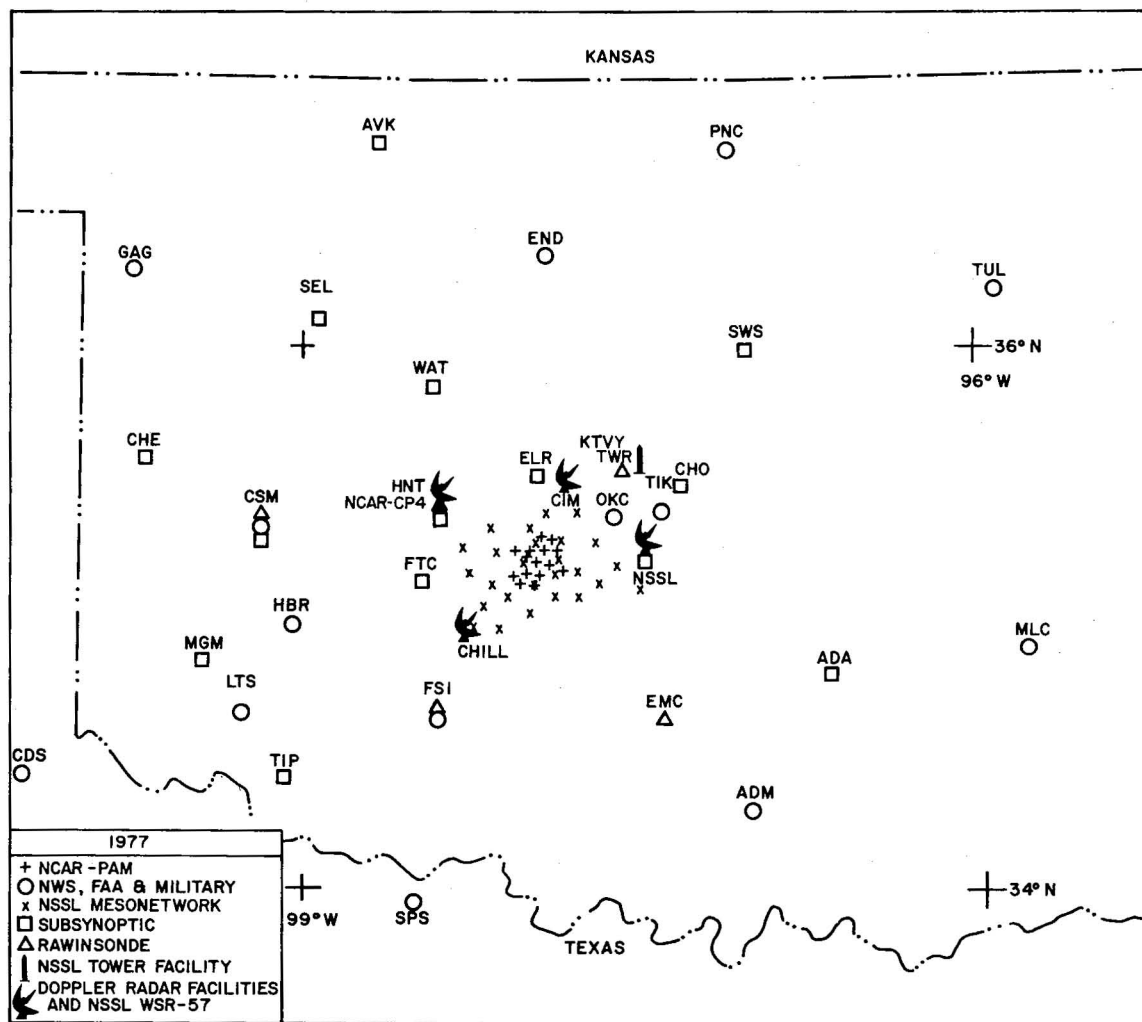 KANSAS
AVK
PNC
GAG
END
TUL
SEL
SWS
36° N
96° W
WAT
CHE
KTVY
ELR
TWR
HNT
CHO
TIK
CSM
NCAR-CP4
CIM
OKC
FTC
NSSL
HBR
MLC
MGM
CHILL
ADA
LTS
FSI
EMC
CDS
TIP
ADM
1977
+ NCAR-PAM
○ NWS, FAA & MILITARY
x NSSL MESONETWORK
□ SUBSYNOPTIC
△ RAWINSONDE
NSSL TOWER FACILITY
DOPPLER RADAR FACILITIES
AND NSSL WSR-57
99° W
34° N
SPS
TEXAS